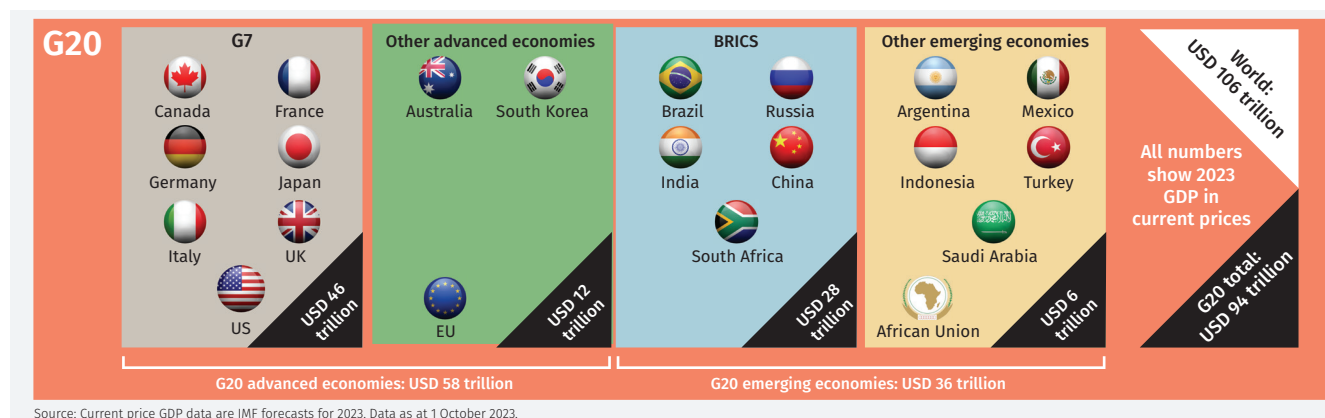 G20
G7
Canada
France
Germany
Japan
Italy
UK
US
USD 46
trillion
Other advanced economies
Australia
South Korea
EU
USD 12
trillion
BRICS
Brazil
Russia
India
China
South Africa
USD 28
trillion
Other emerging economies
Argentina
Mexico
Indonesia
Turkey
Saudi Arabia
African Union
USD 6
trillion
World:
USD 106 trillion
All numbers
show 2023
GDP in
current prices
G20 total:
USD 94 trillion
G20 advanced economies: USD 58 trillion
G20 emerging economies: USD 36 trillion
Source: Current price GDP data are IMF forecasts for 2023. Data as at 1 October 2023.